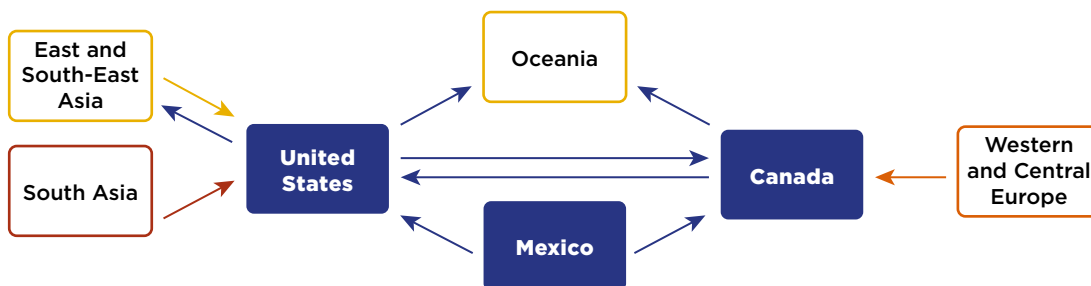 East and
South-East
Asia
Oceania
United
States
South Asia
Canada
Western
and Central
Europe
Mexico